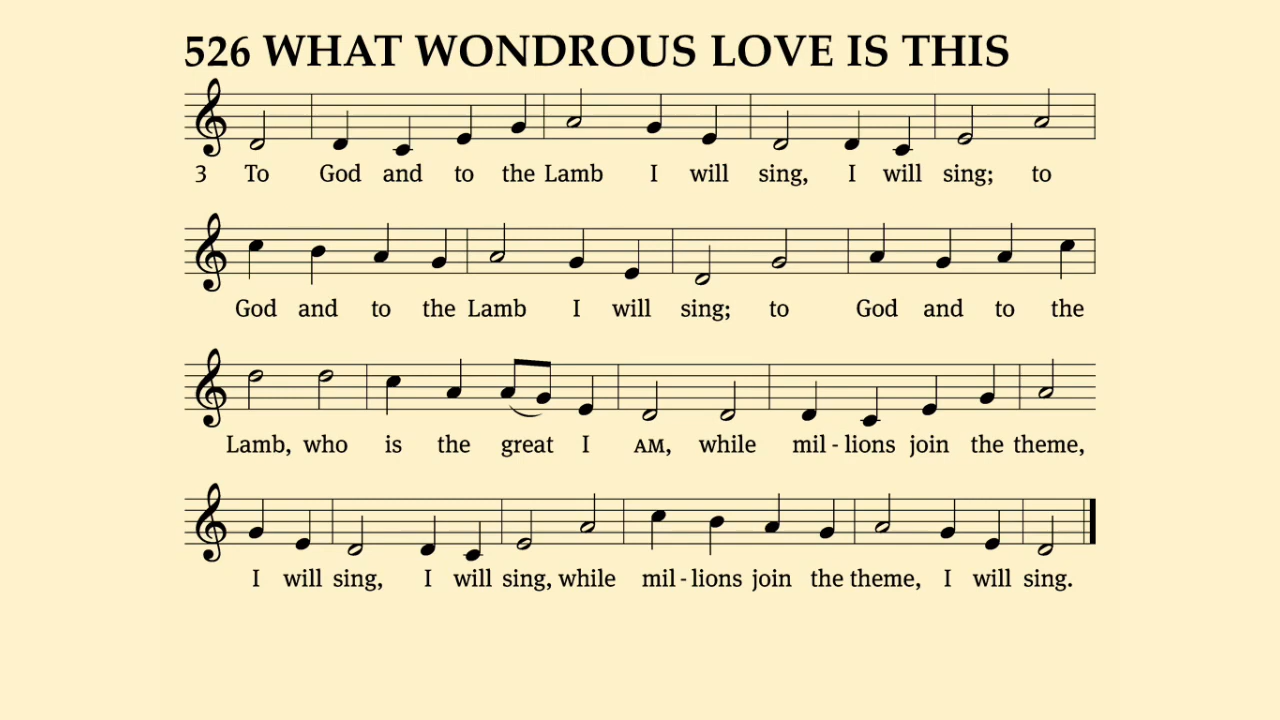 526 WHAT WONDROUS LOVE IS THIS
3 To God and to the Lamb I will sing, I will sing; to
God and to the Lamb I will sing; to God and to the
Lamb, who is the great I AM, while mil - lions join the theme,
I will sing, I will sing, while mil - lions join the theme, I will sing.